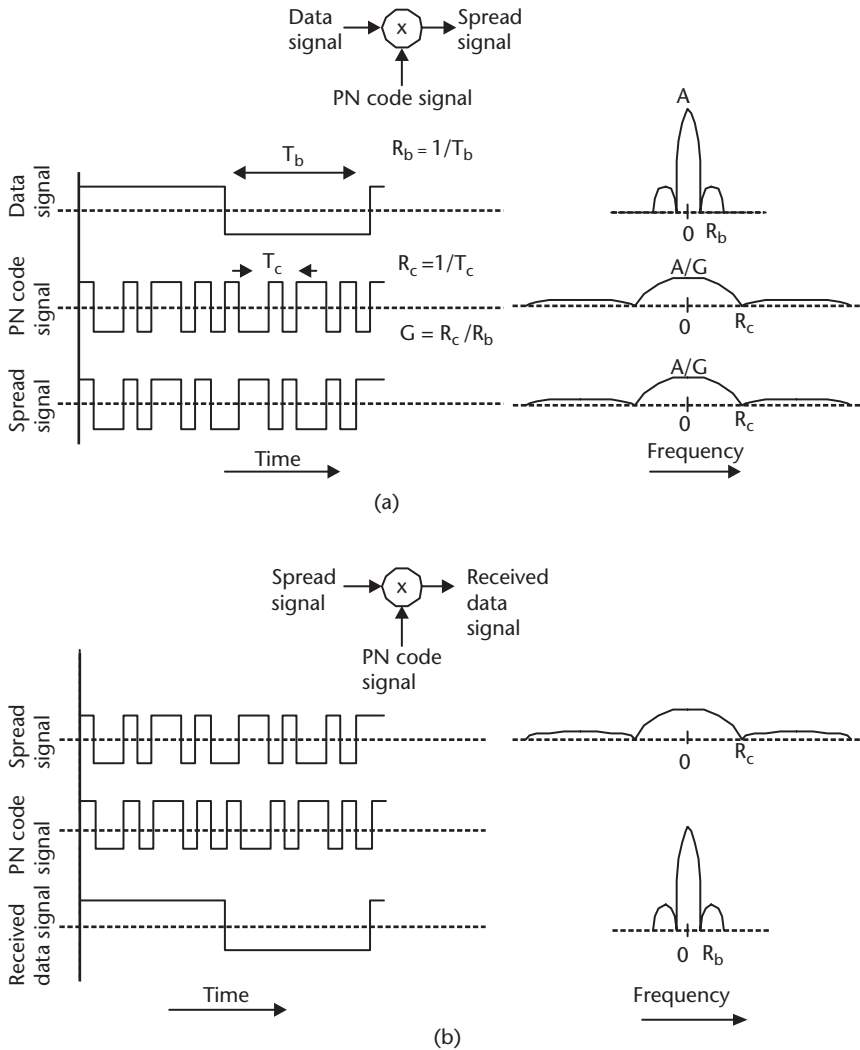 Data
signal
x
Spread
signal
PN code signal
A
T_b
R_b = 1/T_b
Data
signal
0 R_b
T_c
R_c =1/T_c
A/G
PN code
signal
G = R_c /R_b
0 R_c
A/G
Spread
signal
0 R_c
Time
Frequency
(a)
Spread
signal
x
Received
data
signal
PN code
signal
Spread
signal
0 R_c
PN code
signal
Received
data signal
0 R_b
Time
Frequency
(b)